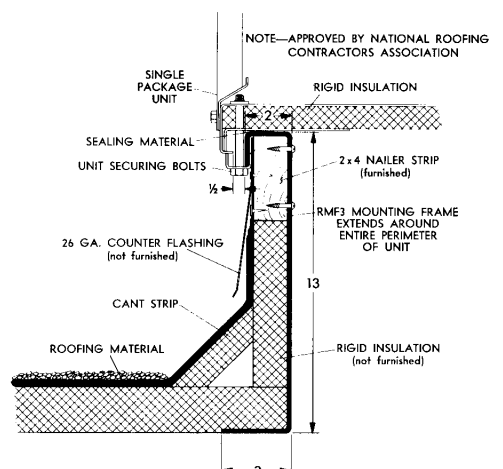 NOTE—APPROVED BY NATIONAL ROOFING
CONTRACTORS ASSOCIATION
SINGLE
PACKAGE
UNIT
RIGID INSULATION
2
SEALING MATERIAL
UNIT SECURING BOLTS
2 x 4 NAILER STRIP
(furnished)
½
RMF3 MOUNTING FRAME
EXTENDS AROUND
ENTIRE PERIMETER
OF UNIT
26 GA. COUNTER FLASHING
(not furnished)
13
CANT STRIP
ROOFING MATERIAL
RIGID INSULATION
(not furnished)